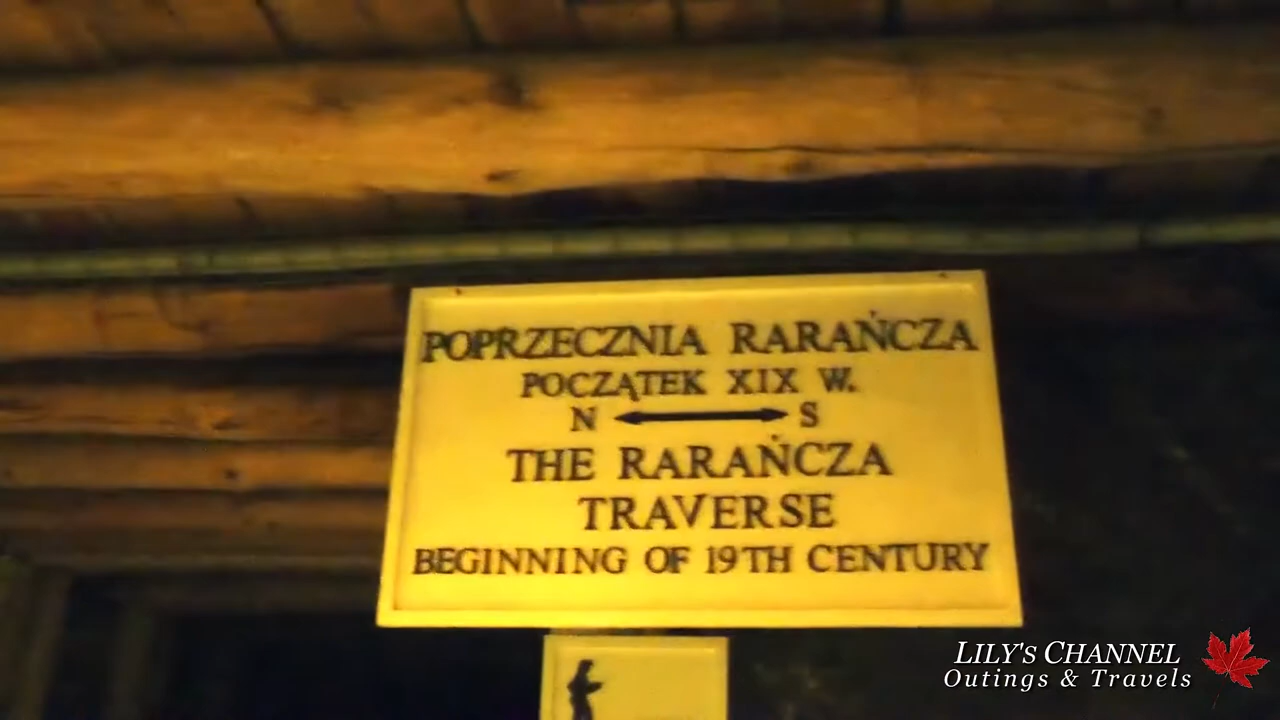 POPRZECZNIA RARAŃCZA
POCZĄTEK XIX W.
N S
THE RARAŃCZA
TRAVERSE
BEGINNING OF 19TH CENTURY
LILY'S CHANNEL
Outings & Travels